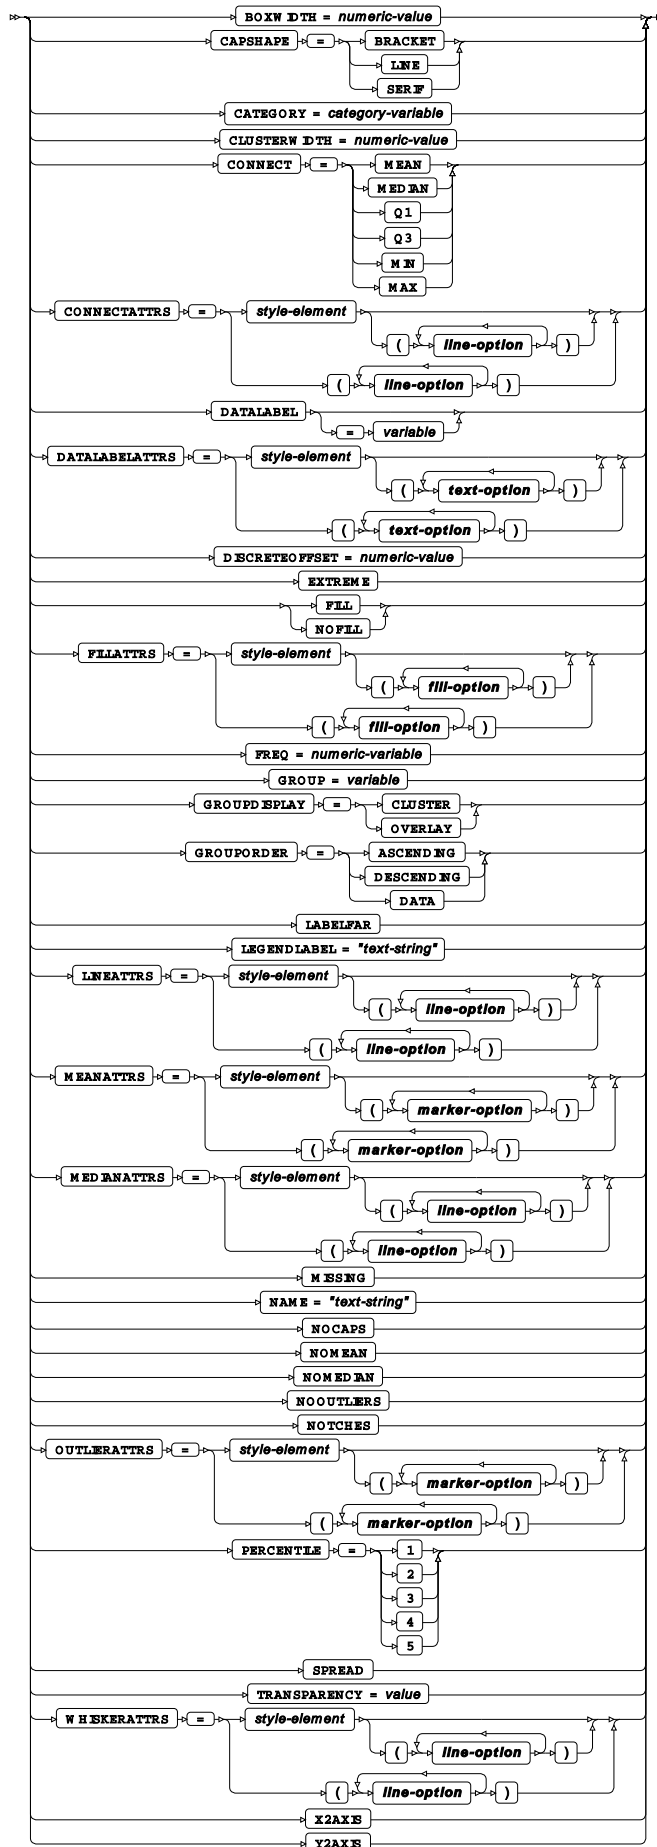 BOXWIDTH = numeric-value
CAPSHAPE = BRACKET
LINE
SERIF
CATEGORY = category-variable
CLUSTERWIDTH = numeric-value
CONNECT = MEAN
MEDIAN
Q1
Q3
MIN
MAX
CONNECTATTRS = style-element
( line-option )
( line-option )
DATALABEL
= variable
DATALABELATTRS = style-element
( text-option )
( text-option )
DISCRETEOFFSET = numeric-value
EXTREME
FILL
NOFILL
FILLATTRS = style-element
( fill-option )
( fill-option )
FREQ = numeric-variable
GROUP = variable
GROUPDISPLAY = CLUSTER
OVERLAY
GROUPORDER = ASCENDING
DESCENDING
DATA
LABELFAR
LEGENDLABEL = "text-string"
LINEATTRS = style-element
( line-option )
( line-option )
MEANATTRS = style-element
( marker-option )
( marker-option )
MEDIANATTRS = style-element
( line-option )
( line-option )
MISSING
NAME = "text-string"
NOCAPS
NOMEAN
NOMEDIAN
NOOUTLIERS
NOTCHES
OUTLIERATTRS = style-element
( marker-option )
( marker-option )
PERCENTILE = 1
2
3
4
5
SPREAD
TRANSPARENCY = value
WHISKERATTRS = style-element
( line-option )
( line-option )
X2AXIS
Y2AXIS